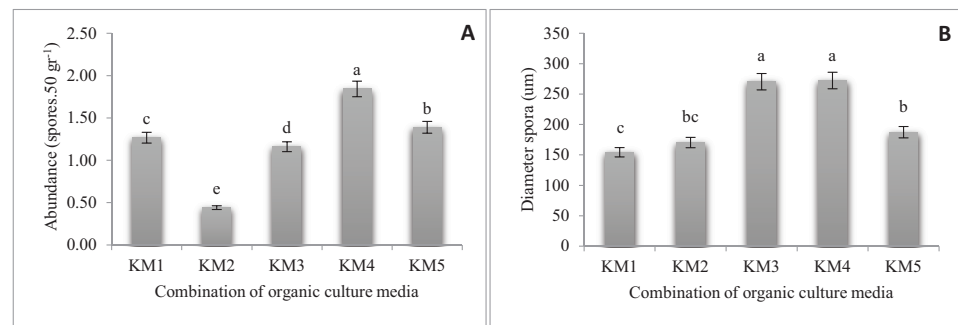 A
2.50
2.00
1.50
1.00
0.50
0.00
Abundance (spores.50 gr⁻¹)
c
e
d
a
b
KM1 KM2 KM3 KM4 KM5
Combination of organic culture media
B
350
300
250
200
150
100
50
0
Diameter spora (um)
c
bc
a
a
b
KM1 KM2 KM3 KM4 KM5
Combination of organic culture media